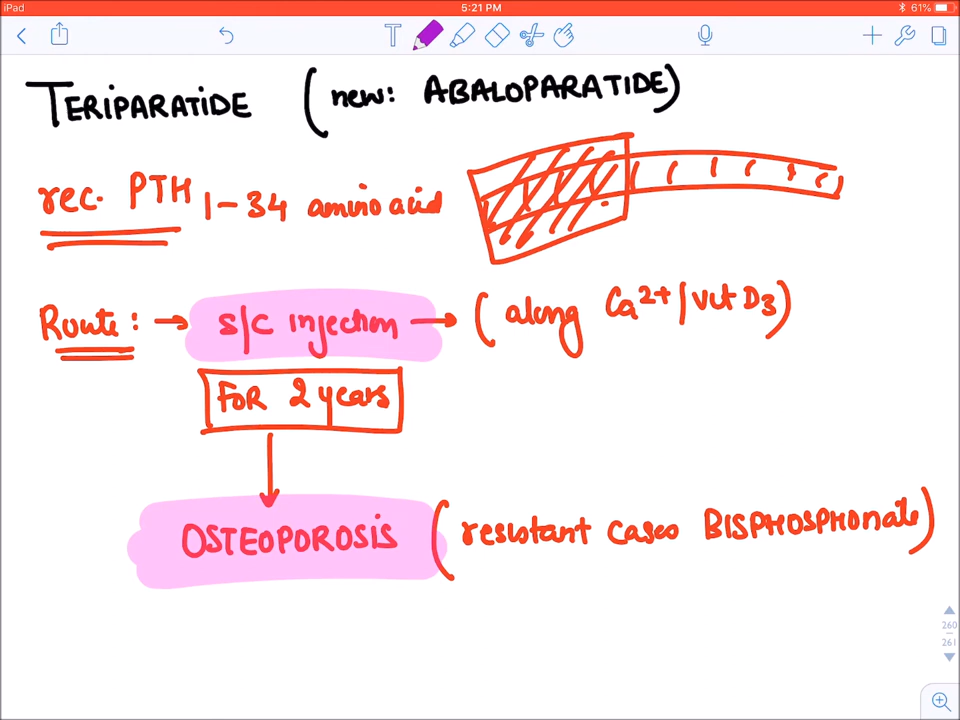 iPad 5:21 PM 61%
T
TERIPARATIDE (new: ABALOPARATIDE)
rec. PTH 1-34 amino acid
Route: → S/C injection → (along Ca2+/vit D3)
FOR 2 years
OSTEOPOROSIS (resistant cases BISPHOSPHONATE)
260
261